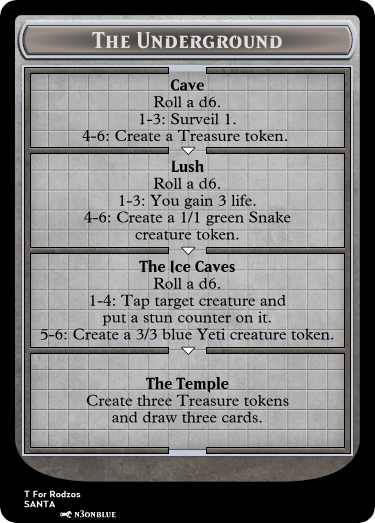 The Underground
Cave
Roll a d6.
1-3: Surveil 1.
4-6: Create a Treasure token.
Lush
Roll a d6.
1-3: You gain 3 life.
4-6: Create a 1/1 green Snake
creature token.
The Ice Caves
Roll a d6.
1-4: Tap target creature and
put a stun counter on it.
5-6: Create a 3/3 blue Yeti creature token.
The Temple
Create three Treasure tokens
and draw three cards.
T For Rodzos
SANTA
N3ONBLUE